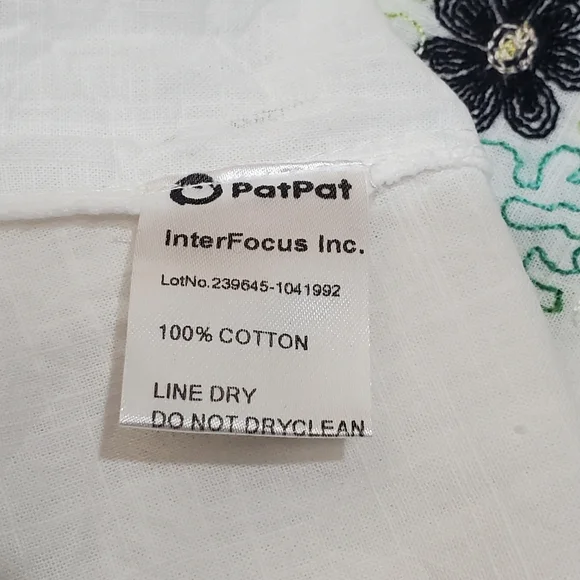 PatPat
InterFocus Inc.
LotNo.239645-1041992
100% COTTON
LINE DRY
DO NOT DRYCLEAN